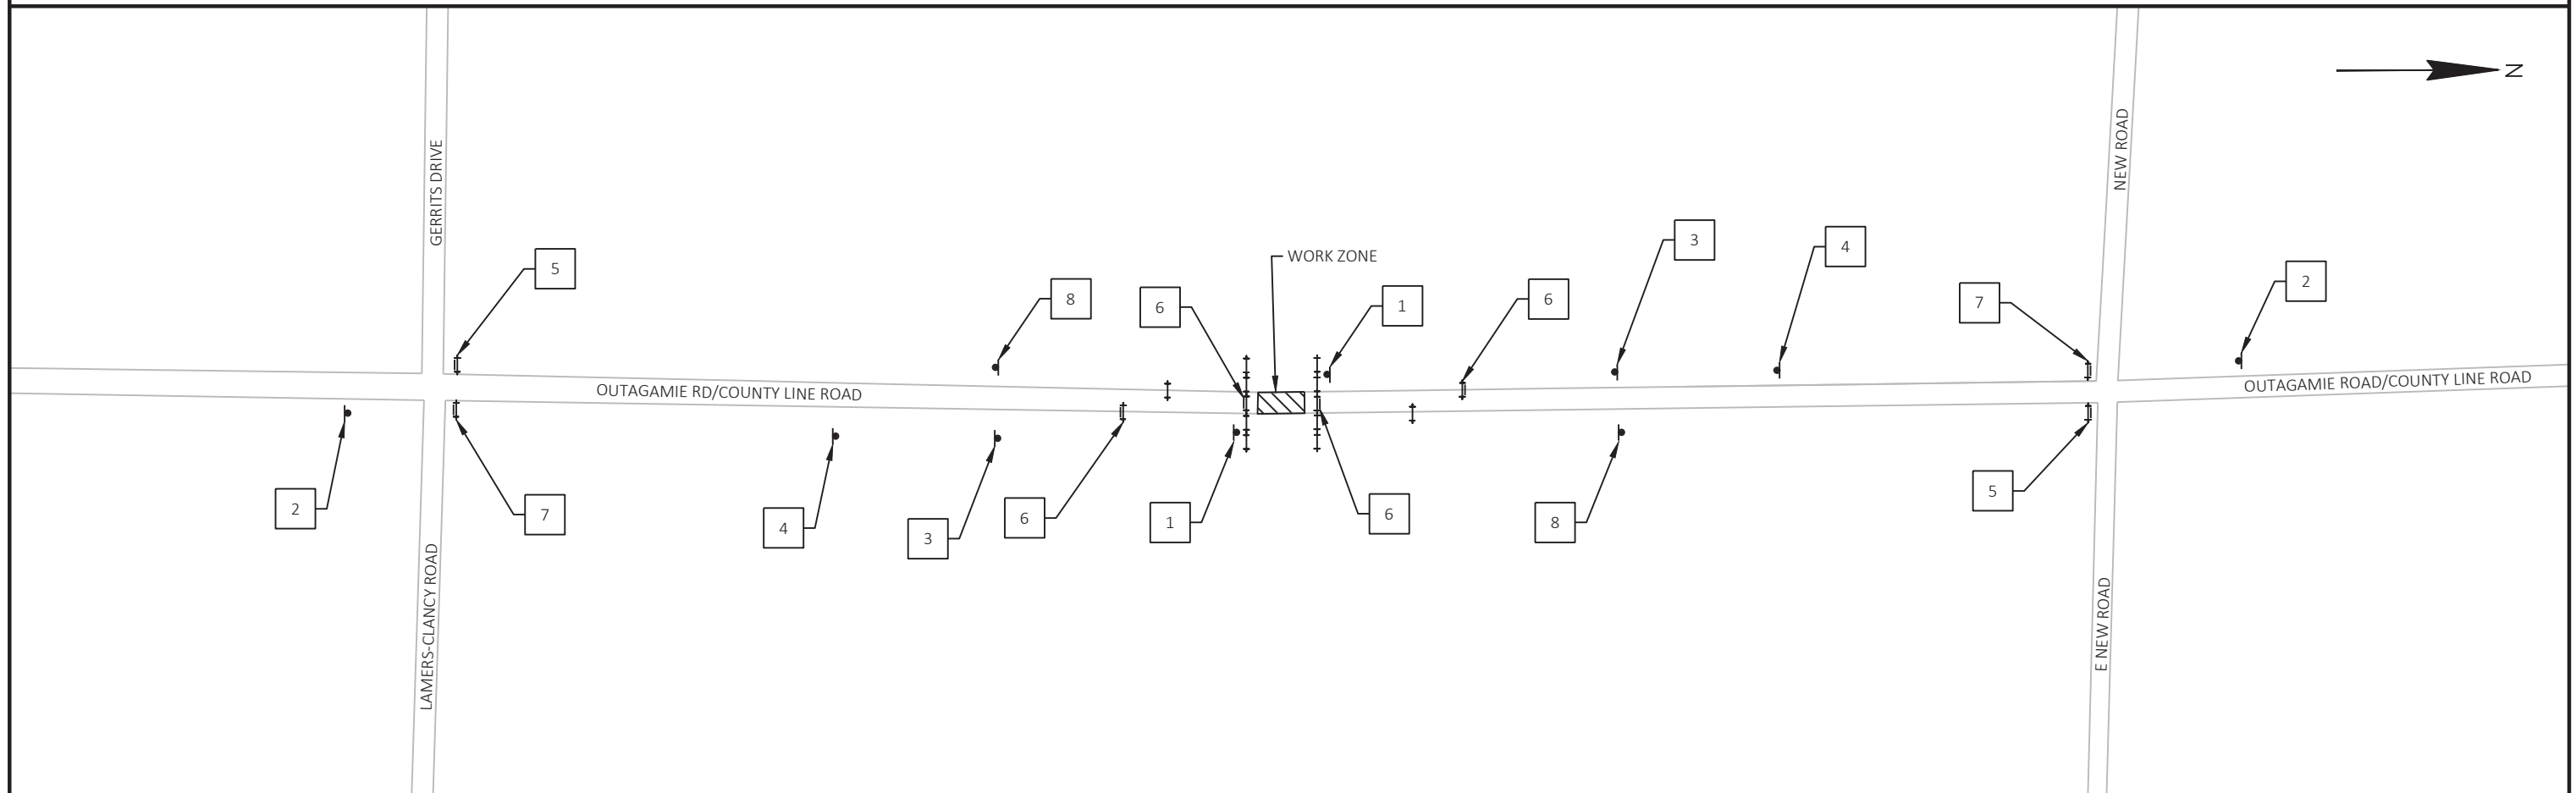 N
GERRITS DRIVE
NEW ROAD
3
4
WORK ZONE
5
8
6
1
6
7
2
OUTAGAMIE RD/COUNTY LINE ROAD
OUTAGAMIE ROAD/COUNTY LINE ROAD
2
7
4
3
6
1
6
8
5
LAMERS-CLANCY ROAD
E NEW ROAD